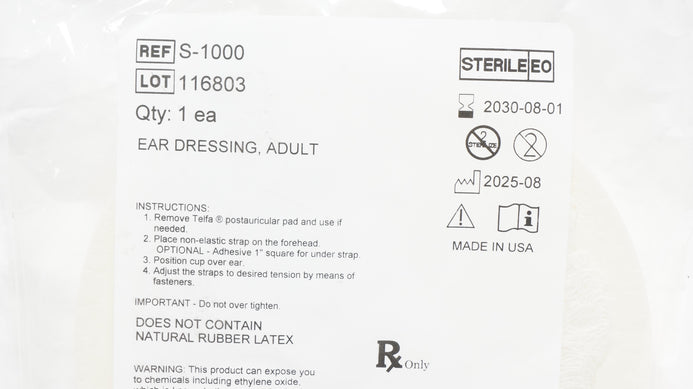 REF S-1000
LOT 116803
Qty: 1 ea
EAR DRESSING, ADULT
INSTRUCTIONS:
1. Remove Telfa ® postauricular pad and use if
needed.
2. Place non-elastic strap on the forehead.
OPTIONAL - Adhesive 1" square for under strap.
3. Position cup over ear.
4. Adjust the straps to desired tension by means of
fasteners.
IMPORTANT - Do not over tighten.
DOES NOT CONTAIN
NATURAL RUBBER LATEX
WARNING: This product can expose you
to chemicals including ethylene oxide,
STERILE EO
2030-08-01
2 STERILIZE 2
2025-08
MADE IN USA
Rx Only